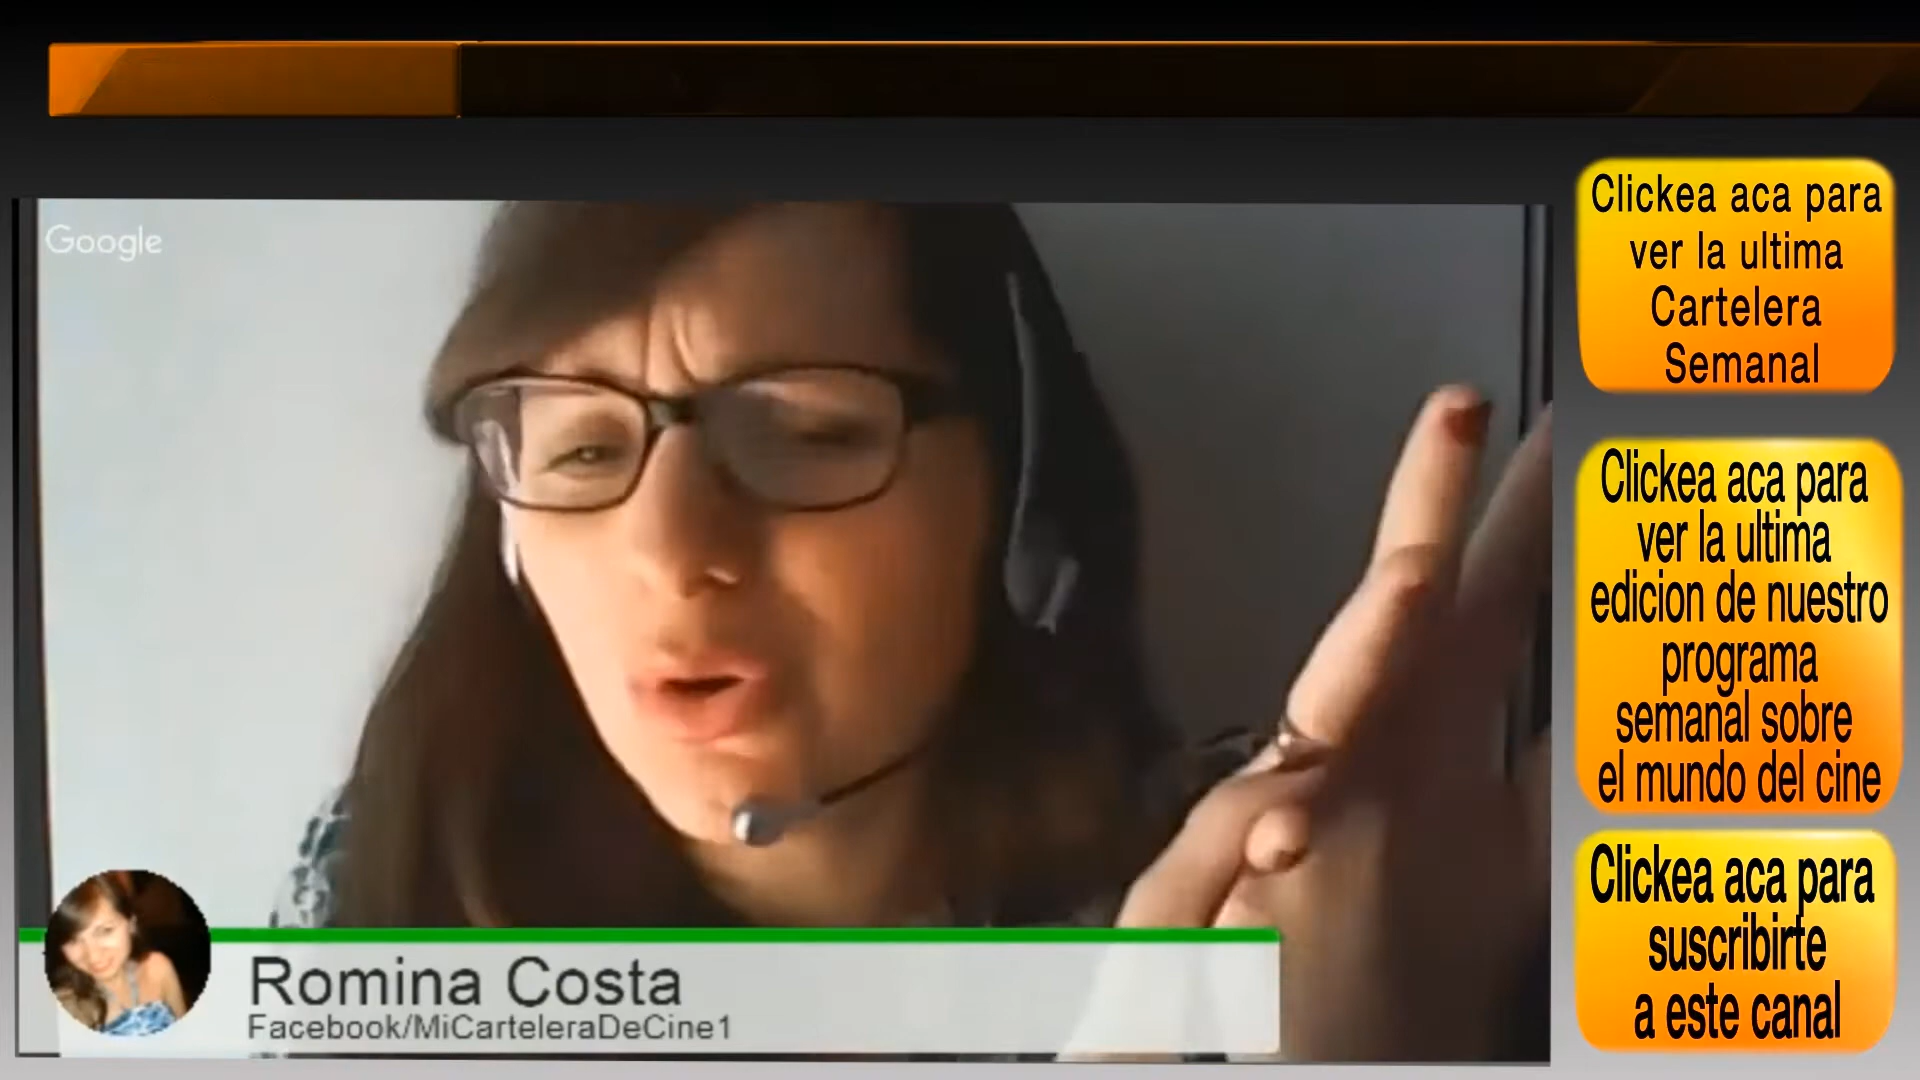 Google
Clickea aca para
ver la ultima
Cartelera
Semanal
Clickea aca para
ver la ultima
edicion de nuestro
programa
semanal sobre
el mundo del cine
Clickea aca para
suscribirte
a este canal
Romina Costa
Facebook/MiCarteleraDeCine1